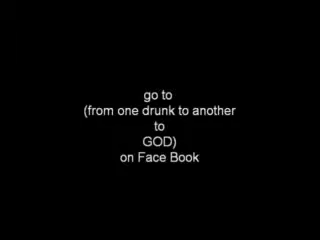 go to
(from one drunk to another
to
GOD)
on Face Book